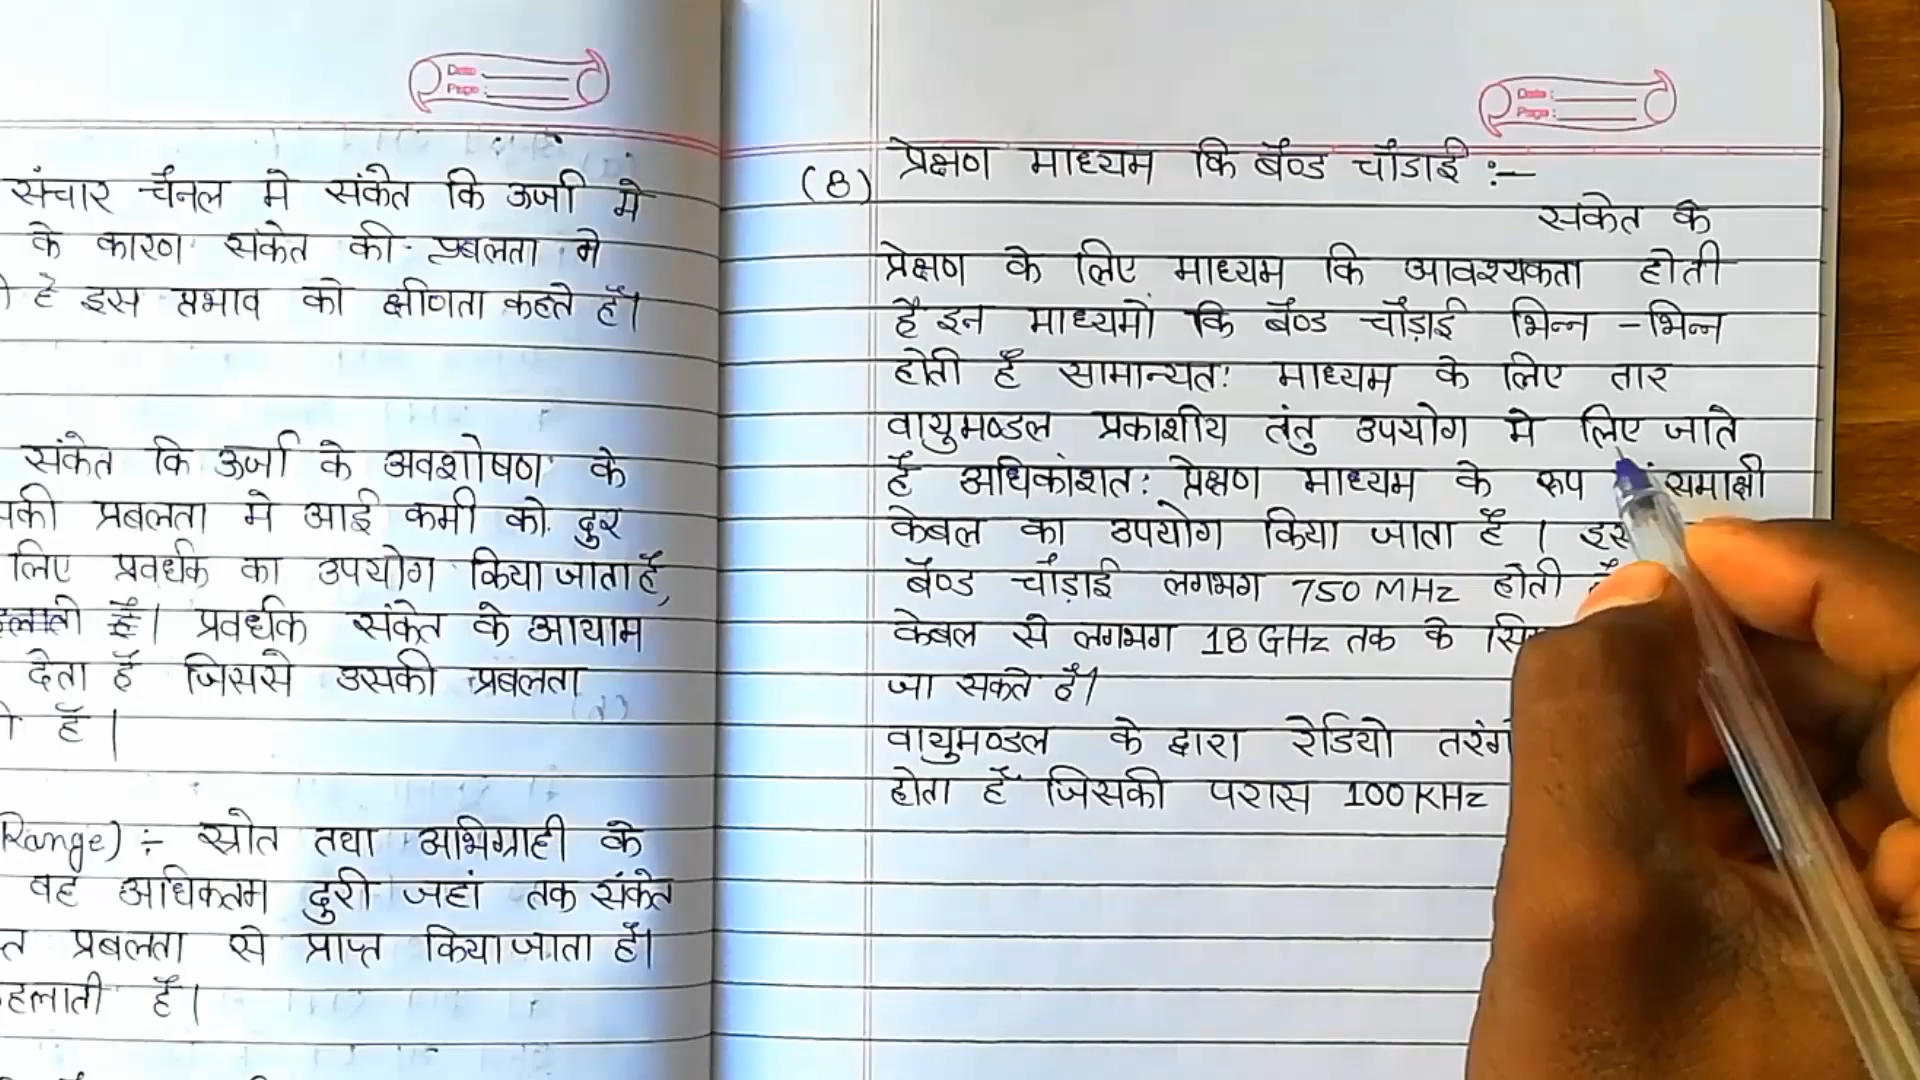 Date :
Page :
संचार चैनल मे संकेत कि ऊर्जा मे
के कारण संकेत की प्रबलता मे
है इस प्रभाव को क्षीणता कहते हैं।
संकेत कि ऊर्जा के अवशोषण के
प्रबलता मे आई कमी को दुर
लिए प्रवर्धक का उपयोग किया जाता है,
है। प्रवर्धक संकेत के आयाम
देता है जिससे उसकी प्रबलता
है।
Range) :- स्रोत तथा अभिग्राही के
वह अधिकतम दुरी जहां तक संकेत
प्रबलता से प्राप्त किया जाता है।
है।
Date :
Page :
(8) प्रेक्षण माध्यम कि बैण्ड चौडाई :-
संकेत के
प्रेक्षण के लिए माध्यम कि आवश्यकता होती
है इन माध्यमों कि बैण्ड चौड़ाई भिन्न - भिन्न
होती है सामान्यतः माध्यम के लिए तार
वायुमण्डल प्रकाशीय तंतु उपयोग मे लिए जाते
है अधिकांशतः प्रेक्षण माध्यम के रूप समाक्षी
केबल का उपयोग किया जाता है ।
बैण्ड चौड़ाई लगभग 750 MHz होती
केबल से लगभग 18 GHz तक के
जा सकते है।
वायुमण्डल के द्वारा रेडियो
होता है जिसकी परास 100 KHz